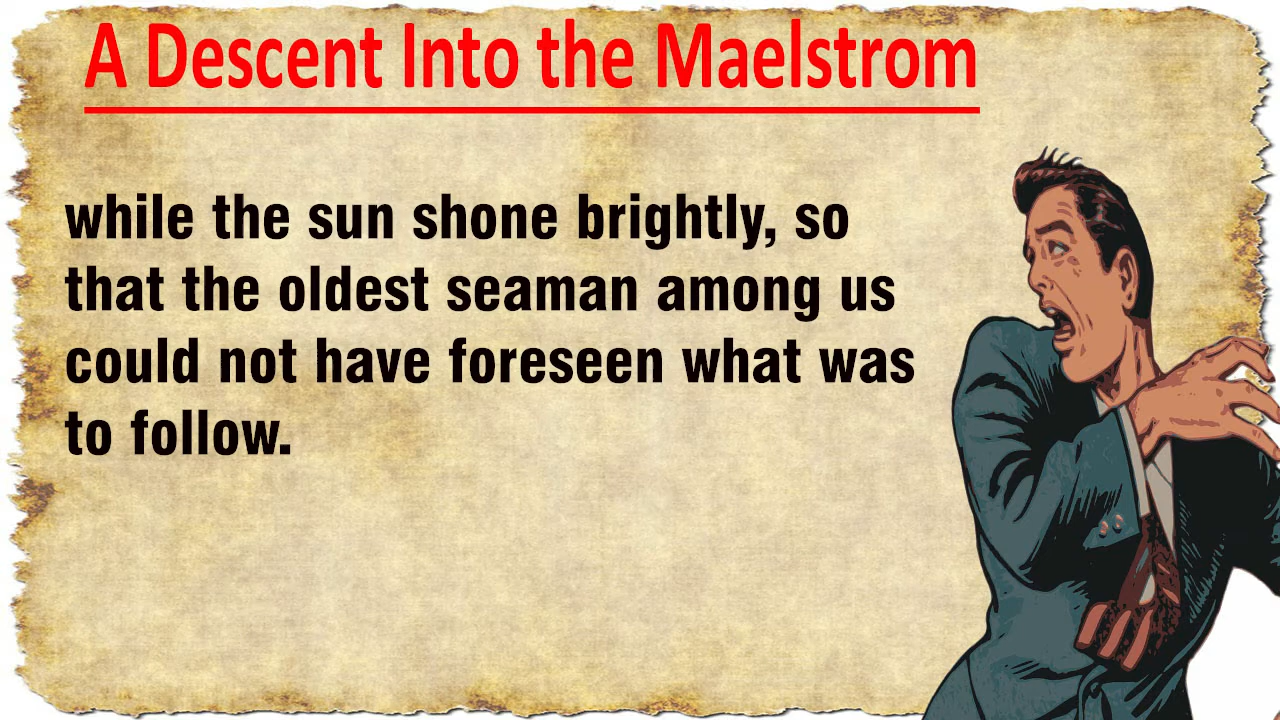 A Descent Into the Maelstrom
while the sun shone brightly, so
that the oldest seaman among us
could not have foreseen what was
to follow.